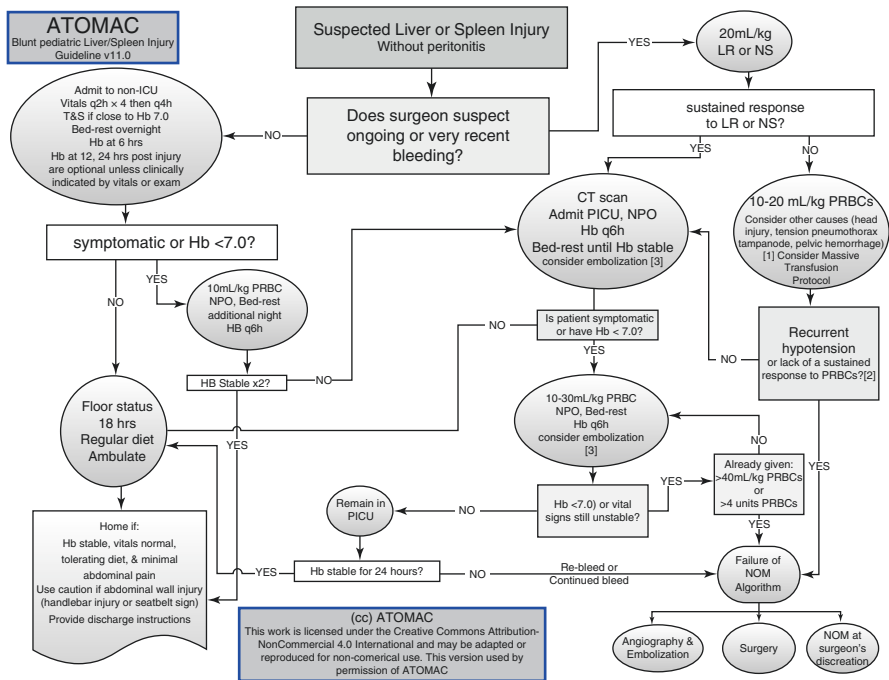 ATOMAC
Blunt pediatric Liver/Spleen Injury
Guideline v11.0
Suspected Liver or Spleen Injury
Without peritonitis
YES
20mL/kg
LR or NS
Admit to non-ICU
Vitals q2h × 4 then q4h
T&S if close to Hb 7.0
Bed-rest overnight
Hb at 6 hrs
Hb at 12, 24 hrs post injury
are optional unless clinically
indicated by vitals or exam
NO
Does surgeon suspect
ongoing or very recent
bleeding?
sustained response
to LR or NS?
YES
NO
CT scan
Admit PICU, NPO
Hb q6h
Bed-rest until Hb stable
consider embolization [3]
10-20 mL/kg PRBCs
Consider other causes (head
injury, tension pneumothorax
tampanode, pelvic hemorrhage)
[1] Consider Massive
Transfusion
Protocol
symptomatic or Hb <7.0?
NO
YES
10mL/kg PRBC
NPO, Bed-rest
additional night
HB q6h
NO
Is patient symptomatic
or have Hb < 7.0?
YES
NO
Recurrent
hypotension
or lack of a sustained
response to PRBCs?[2]
HB Stable x2?
NO
YES
Floor status
18 hrs
Regular diet
Ambulate
10-30mL/kg PRBC
NPO, Bed-rest
Hb q6h
consider embolization
[3]
NO
YES
Already given:
>40mL/kg PRBCs
or
>4 units PRBCs
YES
YES
Hb <7.0) or vital
signs still unstable?
NO
Remain in
PICU
Home if:
Hb stable, vitals normal,
tolerating diet, & minimal
abdominal pain
Use caution if abdominal wall injury
(handlebar injury or seatbelt sign)
Provide discharge instructions
YES
Hb stable for 24 hours?
NO
Re-bleed or
Continued bleed
Failure of
NOM
Algorithm
(cc) ATOMAC
This work is licensed under the Creative Commons Attribution-
NonCommercial 4.0 International and may be adapted or
reproduced for non-comerical use. This version used by
permission of ATOMAC
Angiography &
Embolization
Surgery
NOM at
surgeon's
discreation